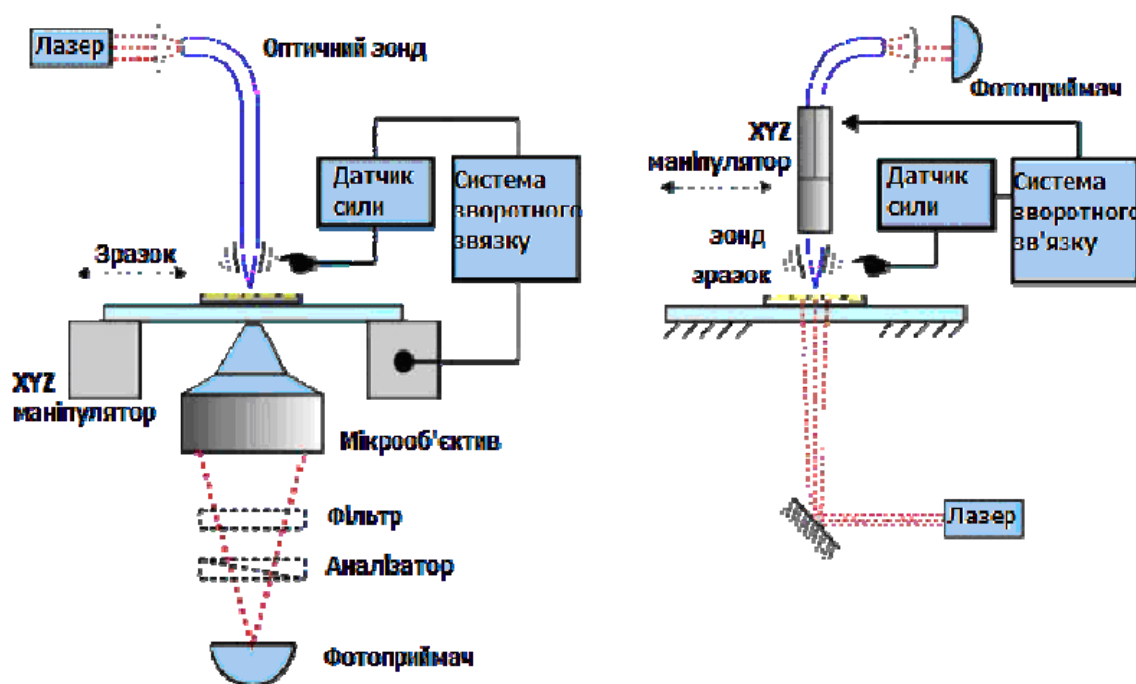 Лазер
Оптичний зонд
Датчик
сили
Система
зворотного
звязку
Зразок
XYZ
маніпулятор
Мікрооб'єктив
Фільтр
Аналізатор
Фотоприймач
Фотоприймач
XYZ
маніпулятор
Датчик
сили
Система
зворотного
зв'язку
зонд
зразок
Лазер